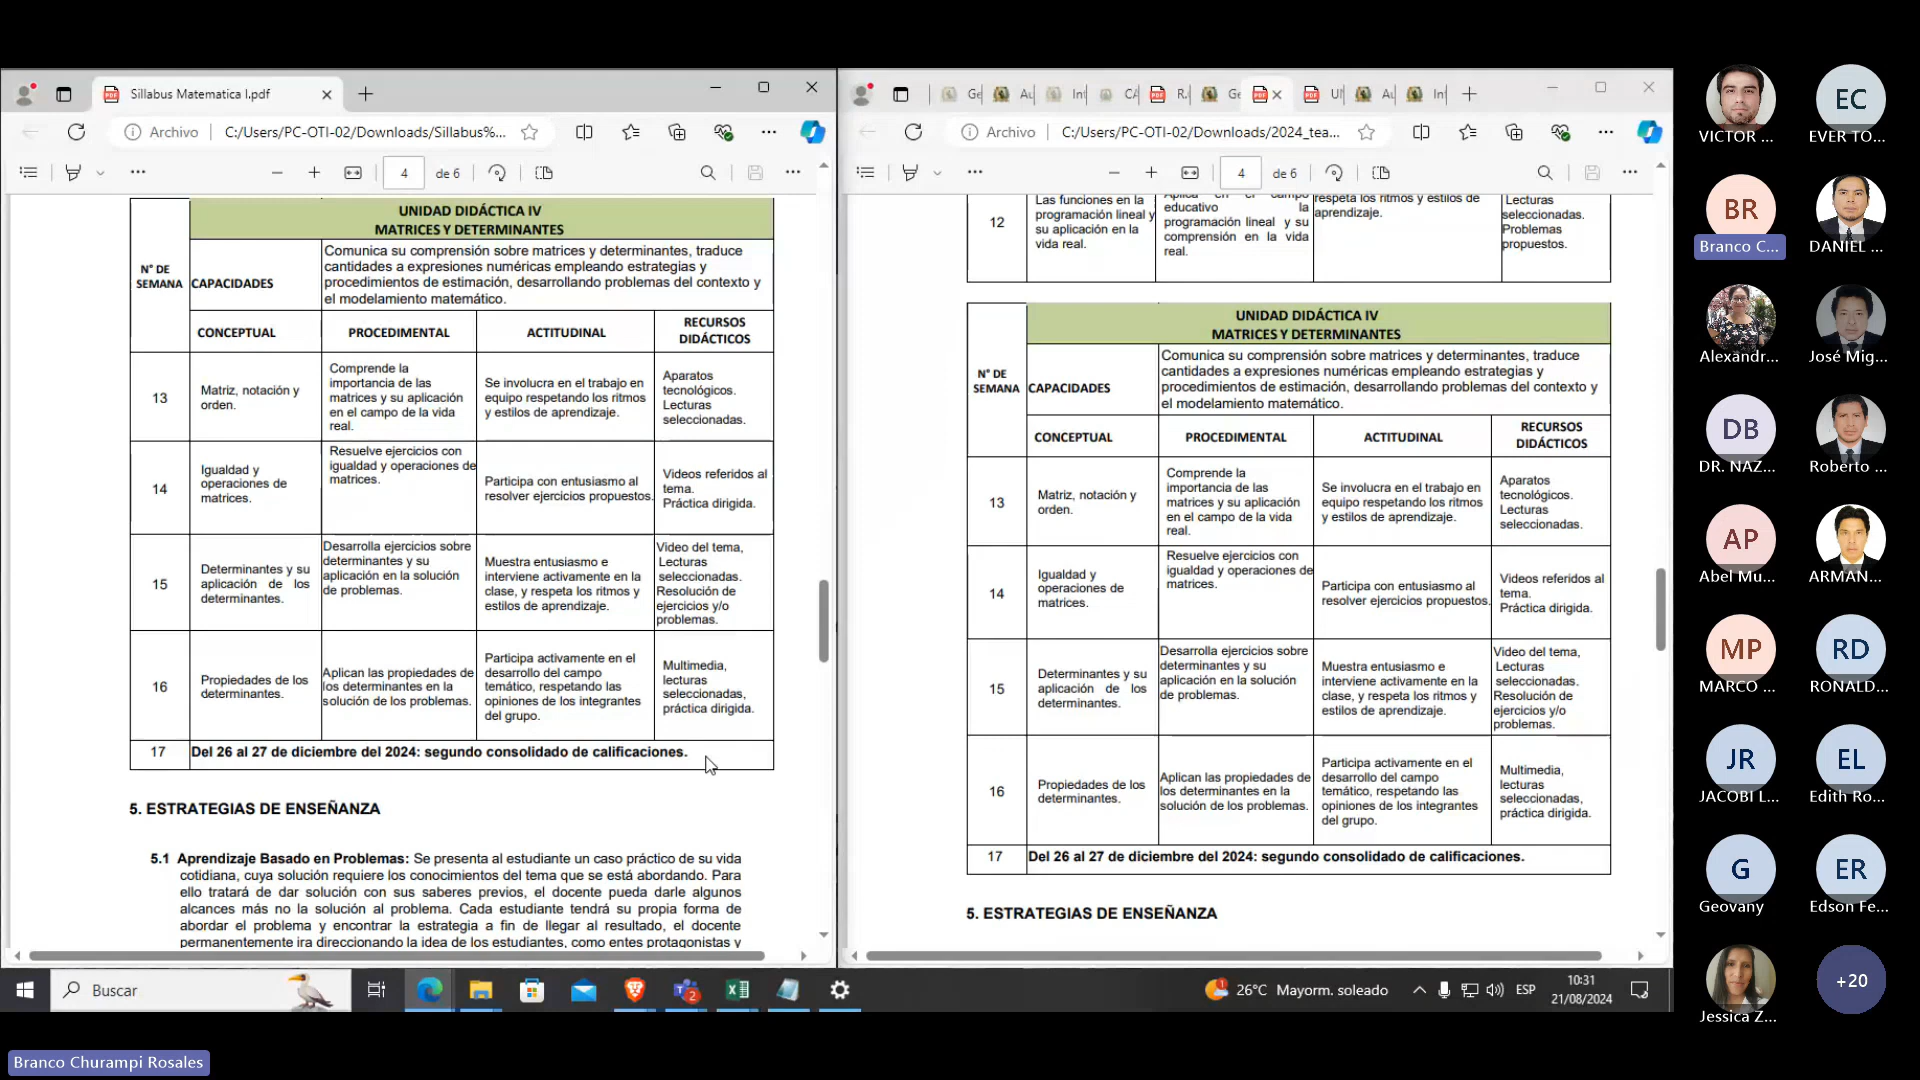 Sillabus Matematica I.pdf
Archivo
C:/Users/PC-OTI-02/Downloads/Sillabus%...
4
de 6
UNIDAD DIDÁCTICA IV
MATRICES Y DETERMINANTES
N° DE
SEMANA
CAPACIDADES
Comunica su comprensión sobre matrices y determinantes, traduce
cantidades a expresiones numéricas empleando estrategias y
procedimientos de estimación, desarrollando problemas del contexto y
el modelamiento matemático.
CONCEPTUAL
PROCEDIMENTAL
ACTITUDINAL
RECURSOS
DIDÁCTICOS
13
Matriz, notación y
orden.
Comprende la
importancia de las
matrices y su aplicación
en el campo de la vida
real.
Se involucra en el trabajo en
equipo respetando los ritmos
y estilos de aprendizaje.
Aparatos
tecnológicos.
Lecturas
seleccionadas.
14
Igualdad y
operaciones de
matrices.
Resuelve ejercicios con
igualdad y operaciones de
matrices.
Participa con entusiasmo al
resolver ejercicios propuestos.
Videos referidos al
tema.
Práctica dirigida.
15
Determinantes y su
aplicación de los
determinantes.
Desarrolla ejercicios sobre
determinantes y su
aplicación en la solución
de problemas.
Muestra entusiasmo e
interviene activamente en la
clase, y respeta los ritmos y
estilos de aprendizaje.
Video del tema,
Lecturas
seleccionadas.
Resolución de
ejercicios y/o
problemas.
16
Propiedades de los
determinantes.
Aplican las propiedades de
los determinantes en la
solución de los problemas.
Participa activamente en el
desarrollo del campo
temático, respetando las
opiniones de los integrantes
del grupo.
Multimedia,
lecturas
seleccionadas,
práctica dirigida.
17
Del 26 al 27 de diciembre del 2024: segundo consolidado de calificaciones.
5. ESTRATEGIAS DE ENSEÑANZA
5.1 Aprendizaje Basado en Problemas: Se presenta al estudiante un caso práctico de su vida
cotidiana, cuya solución requiere los conocimientos del tema que se está abordando. Para
ello tratará de dar solución con sus saberes previos, el docente pueda darle algunos
alcances más no la solución al problema. Cada estudiante tendrá su propia forma de
abordar el problema y encontrar la estrategia a fin de llegar al resultado, el docente
permanentemente ira direccionando la idea de los estudiantes, como entes protagonistas y
Archivo
C:/Users/PC-OTI-02/Downloads/2024_tea...
4
de 6
12
Las funciones en la
programación lineal y
su aplicación en la
vida real.
Aplica en el campo
educativo la
programación lineal y su
comprensión en la vida
real.
respeta los ritmos y estilos de
aprendizaje.
Lecturas
seleccionadas.
Problemas
propuestos.
UNIDAD DIDÁCTICA IV
MATRICES Y DETERMINANTES
N° DE
SEMANA
CAPACIDADES
Comunica su comprensión sobre matrices y determinantes, traduce
cantidades a expresiones numéricas empleando estrategias y
procedimientos de estimación, desarrollando problemas del contexto y
el modelamiento matemático.
CONCEPTUAL
PROCEDIMENTAL
ACTITUDINAL
RECURSOS
DIDÁCTICOS
13
Matriz, notación y
orden.
Comprende la
importancia de las
matrices y su aplicación
en el campo de la vida
real.
Se involucra en el trabajo en
equipo respetando los ritmos
y estilos de aprendizaje.
Aparatos
tecnológicos.
Lecturas
seleccionadas.
14
Igualdad y
operaciones de
matrices.
Resuelve ejercicios con
igualdad y operaciones de
matrices.
Participa con entusiasmo al
resolver ejercicios propuestos.
Videos referidos al
tema.
Práctica dirigida.
15
Determinantes y su
aplicación de los
determinantes.
Desarrolla ejercicios sobre
determinantes y su
aplicación en la solución
de problemas.
Muestra entusiasmo e
interviene activamente en la
clase, y respeta los ritmos y
estilos de aprendizaje.
Video del tema,
Lecturas
seleccionadas.
Resolución de
ejercicios y/o
problemas.
16
Propiedades de los
determinantes.
Aplican las propiedades de
los determinantes en la
solución de los problemas.
Participa activamente en el
desarrollo del campo
temático, respetando las
opiniones de los integrantes
del grupo.
Multimedia,
lecturas
seleccionadas,
práctica dirigida.
17
Del 26 al 27 de diciembre del 2024: segundo consolidado de calificaciones.
5. ESTRATEGIAS DE ENSEÑANZA
Buscar
26°C Mayorm. soleado
ESP
10:31
21/08/2024
VICTOR ...
EC
EVER TO...
BR
Branco C...
DANIEL ...
Alexandr...
José Mig...
DB
DR. NAZ...
Roberto ...
AP
Abel Mu...
ARMAN...
MP
MARCO ...
RD
RONALD...
JR
JACOBI L...
EL
Edith Ro...
G
Geovany
ER
Edson Fe...
Jessica Z...
+20
Branco Churampi Rosales